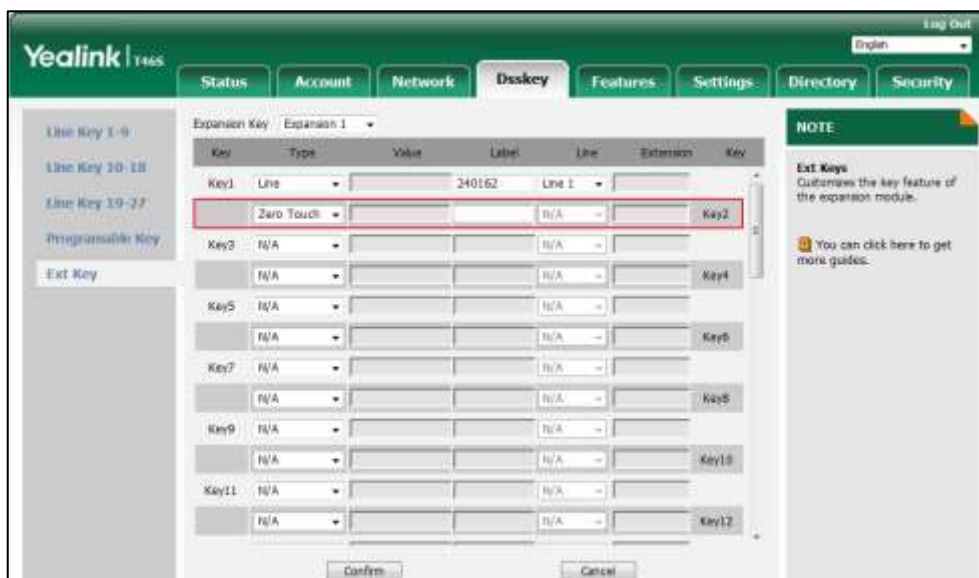 Log Out
Yealink T46S
English
Status Account Network Dsskey Features Settings Directory Security
Line Key 1-9
Line Key 10-18
Line Key 19-27
Programable Key
Ext Key
Expansion Key Expansion 1
Key Type Value Label Line Extension Key
Key1 Line 240162 Line 1
Zero Touch N/A Key2
Key3 N/A N/A
N/A N/A Key4
Key5 N/A N/A
N/A N/A Key6
Key7 N/A N/A
N/A N/A Key8
Key9 N/A N/A
N/A N/A Key10
Key11 N/A N/A
N/A N/A Key12
Confirm Cancel
NOTE
Ext Keys
Customizes the key feature of
the expansion module.
You can click here to get
more guides.